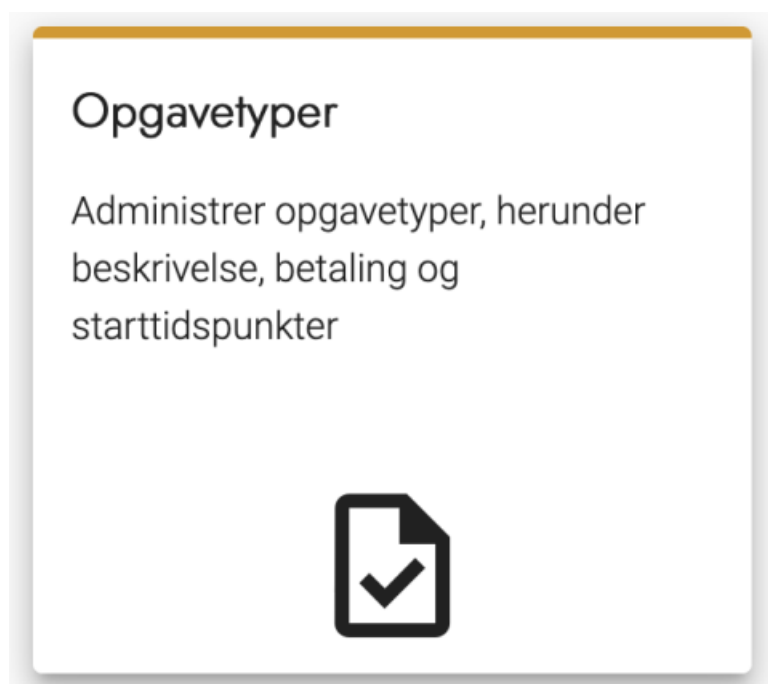 Opgavetyper
Administrer opgavetyper, herunder
beskrivelse, betaling og
starttidspunkter